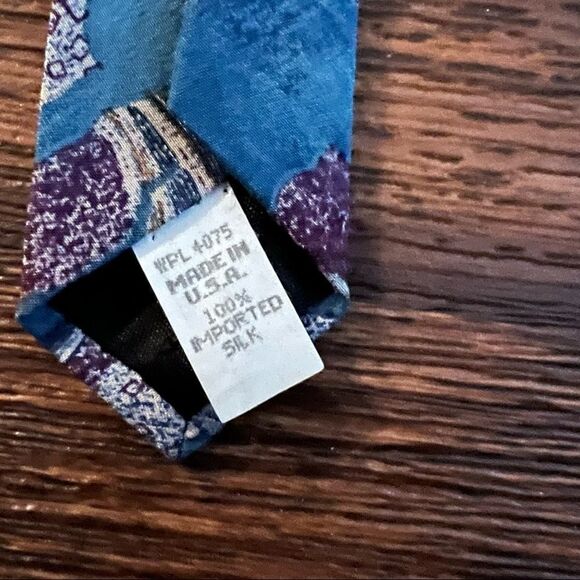 WPL 4075
MADE IN
U.S.A.
100%
IMPORTED
SILK